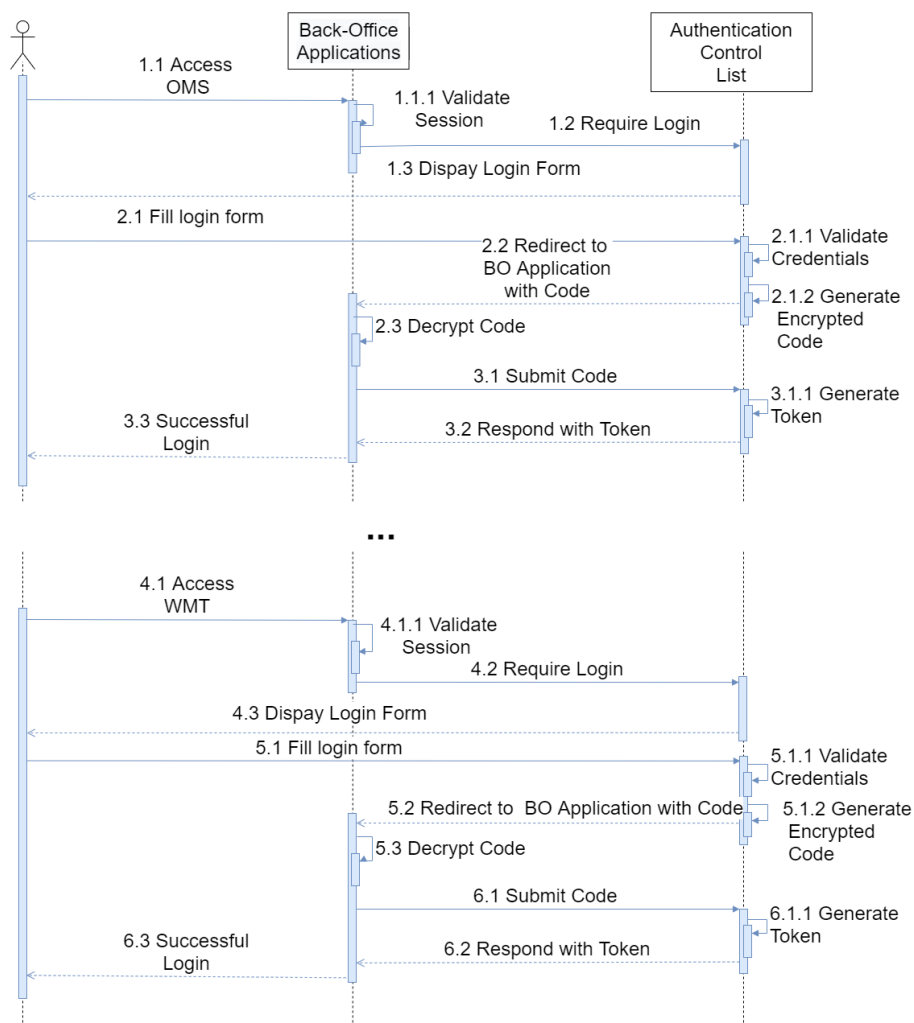 Back-Office
Applications
Authentication
Control
List
1.1 Access
OMS
1.1.1 Validate
Session
1.2 Require Login
1.3 Dispay Login Form
2.1 Fill login form
2.1.1 Validate
Credentials
2.2 Redirect to
BO Application
with Code
2.1.2 Generate
Encrypted
Code
2.3 Decrypt Code
3.1 Submit Code
3.1.1 Generate
Token
3.2 Respond with Token
3.3 Successful
Login
...
4.1 Access
WMT
4.1.1 Validate
Session
4.2 Require Login
4.3 Dispay Login Form
5.1 Fill login form
5.1.1 Validate
Credentials
5.2 Redirect to  BO Application with Code
5.1.2 Generate
Encrypted
Code
5.3 Decrypt Code
6.1 Submit Code
6.1.1 Generate
Token
6.2 Respond with Token
6.3 Successful
Login